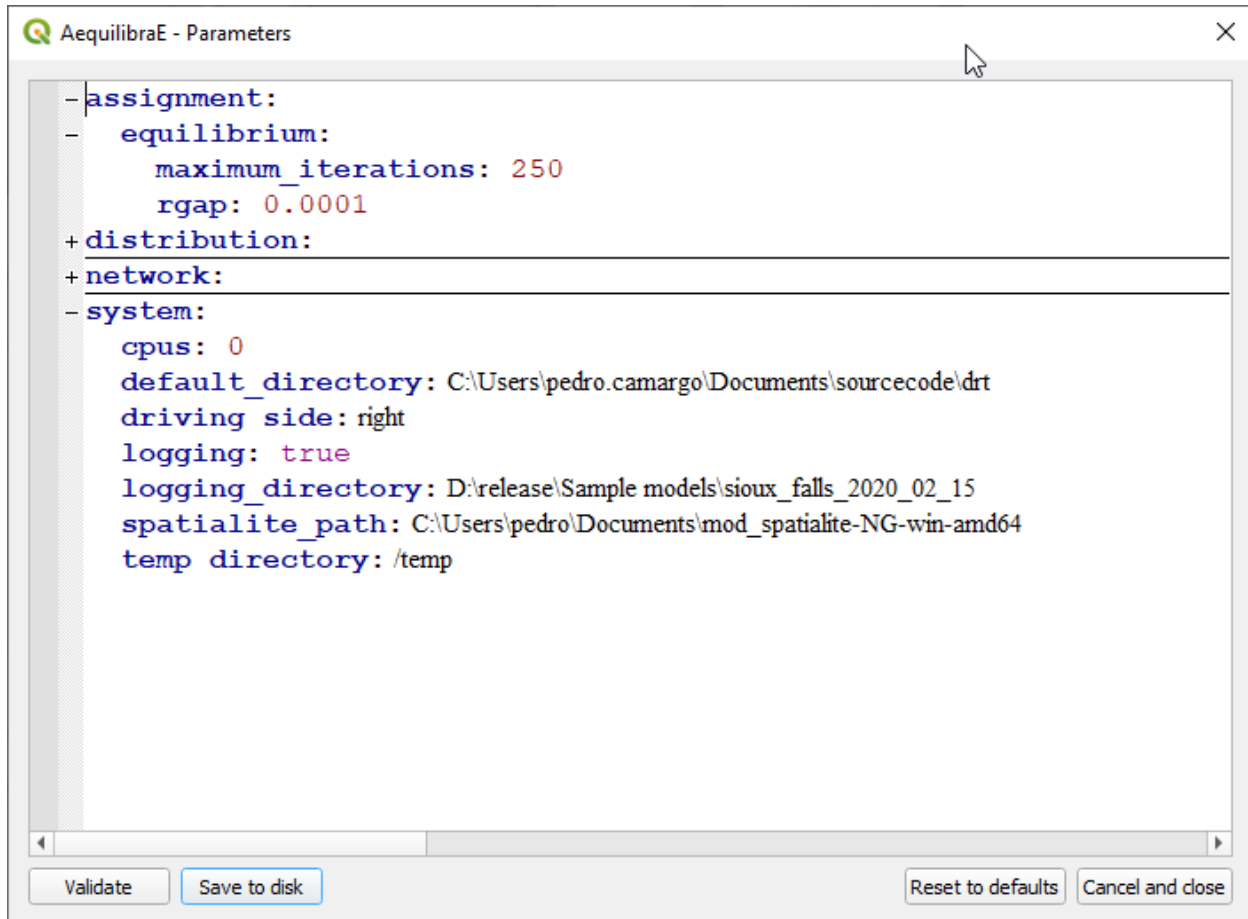 AequilibraE - Parameters
assignment:
equilibrium:
maximum_iterations: 250
rgap: 0.0001
distribution:
network:
system:
cpus: 0
default_directory: C:\Users\pedro.camargo\Documents\sourcecode\drt
driving side: right
logging: true
logging_directory: D:\release\Sample models\sioux_falls_2020_02_15
spatialite_path: C:\Users\pedro\Documents\mod_spatialite-NG-win-amd64
temp directory: /temp
Validate Save to disk Reset to defaults Cancel and close